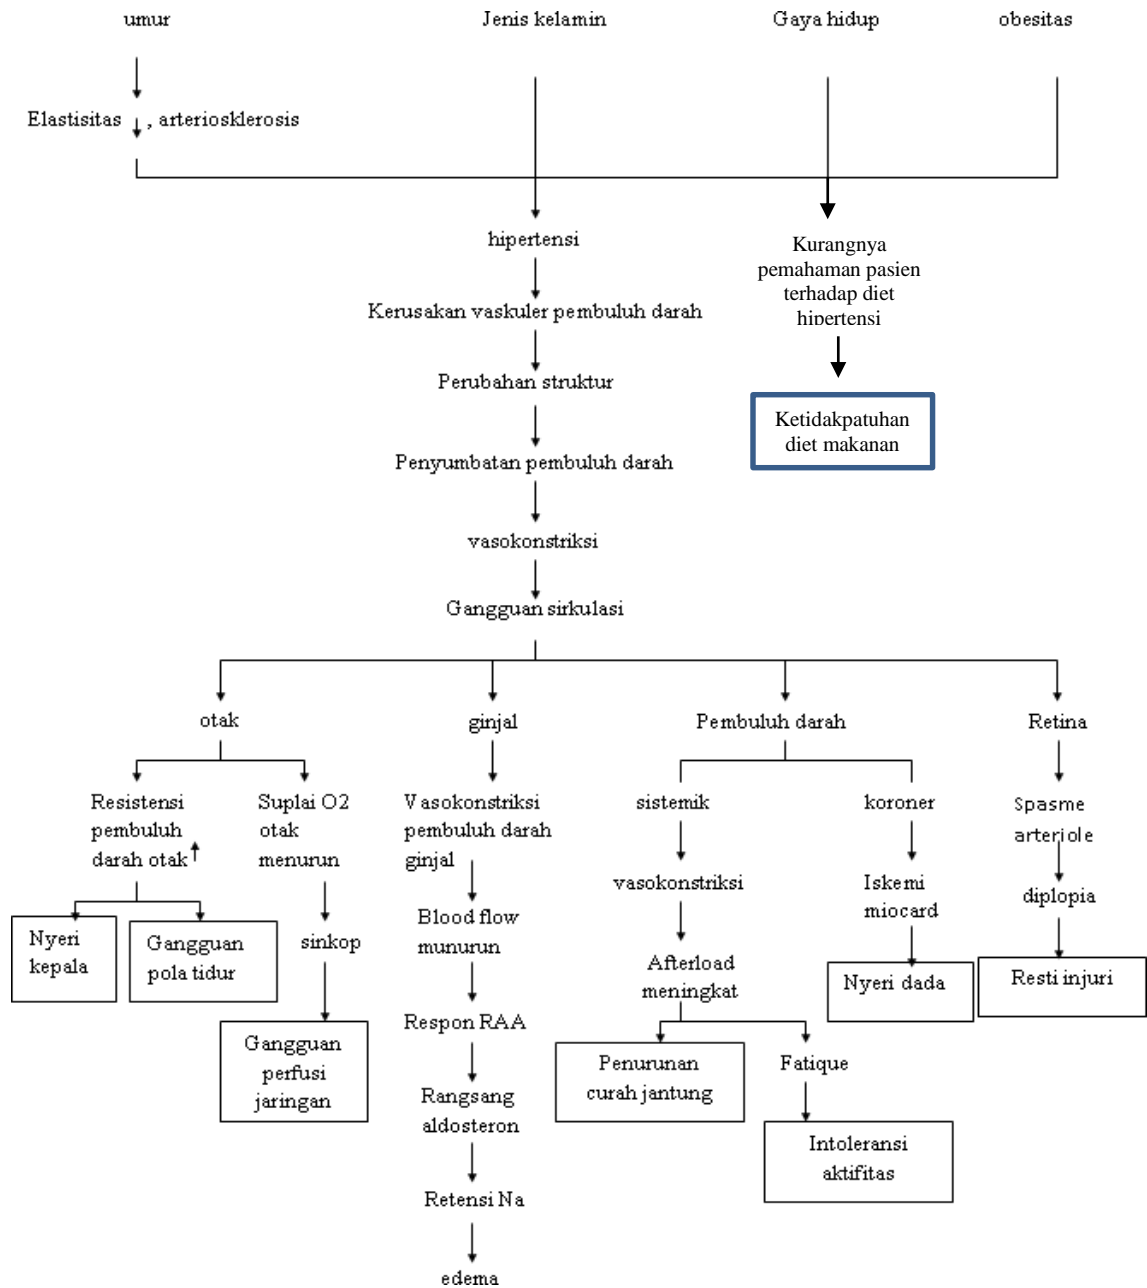 umur
Jenis kelamin
Gaya hidup
obesitas
Elastisitas , arteriosklerosis
hipertensi
Kurangnya
pemahaman pasien
terhadap diet
hipertensi
Kerusakan vaskuler pembuluh darah
Perubahan struktur
Ketidakpatuhan
diet makanan
Penyumbatan pembuluh darah
vasokonstriksi
Gangguan sirkulasi
otak
ginjal
Pembuluh darah
Retina
Resistensi
pembuluh
darah otak
Suplai O2
otak
menurun
Vasokonstriksi
pembuluh darah
ginjal
sistemik
koroner
Spasme
arteriole
vasokonstriksi
Iskemi
miocard
diplopia
Nyeri
kepala
Gangguan
pola tidur
sinkop
Blood flow
munurun
Afterload
meningkat
Nyeri dada
Resti injuri
Respon RAA
Gangguan
perfusi
jaringan
Penurunan
curah jantung
Fatique
Rangsang
aldosteron
Intoleransi
aktifitas
Retensi Na
edema